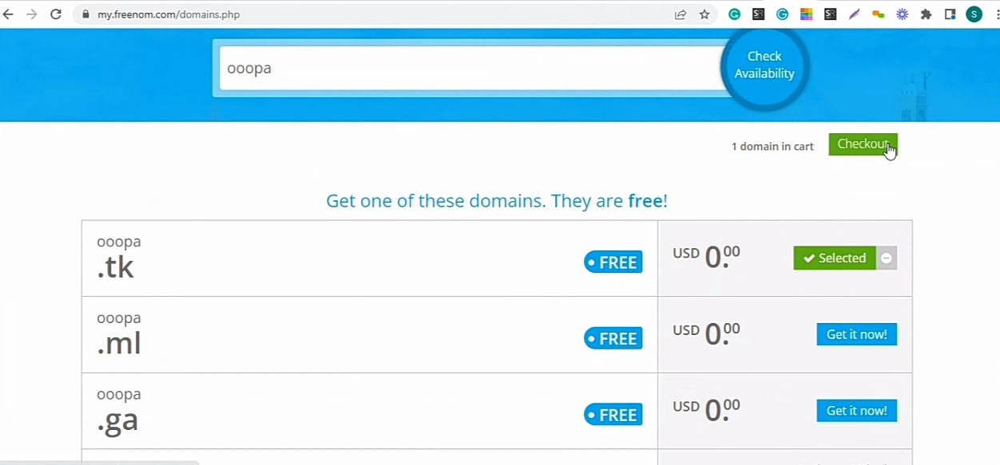 my.freenom.com/domains.php
S
ooopa
Check
Availability
1 domain in cart
Checkout
Get one of these domains. They are free!
ooopa
.tk
FREE
USD 0.00
Selected
ooopa
.ml
FREE
USD 0.00
Get it now!
ooopa
.ga
FREE
USD 0.00
Get it now!